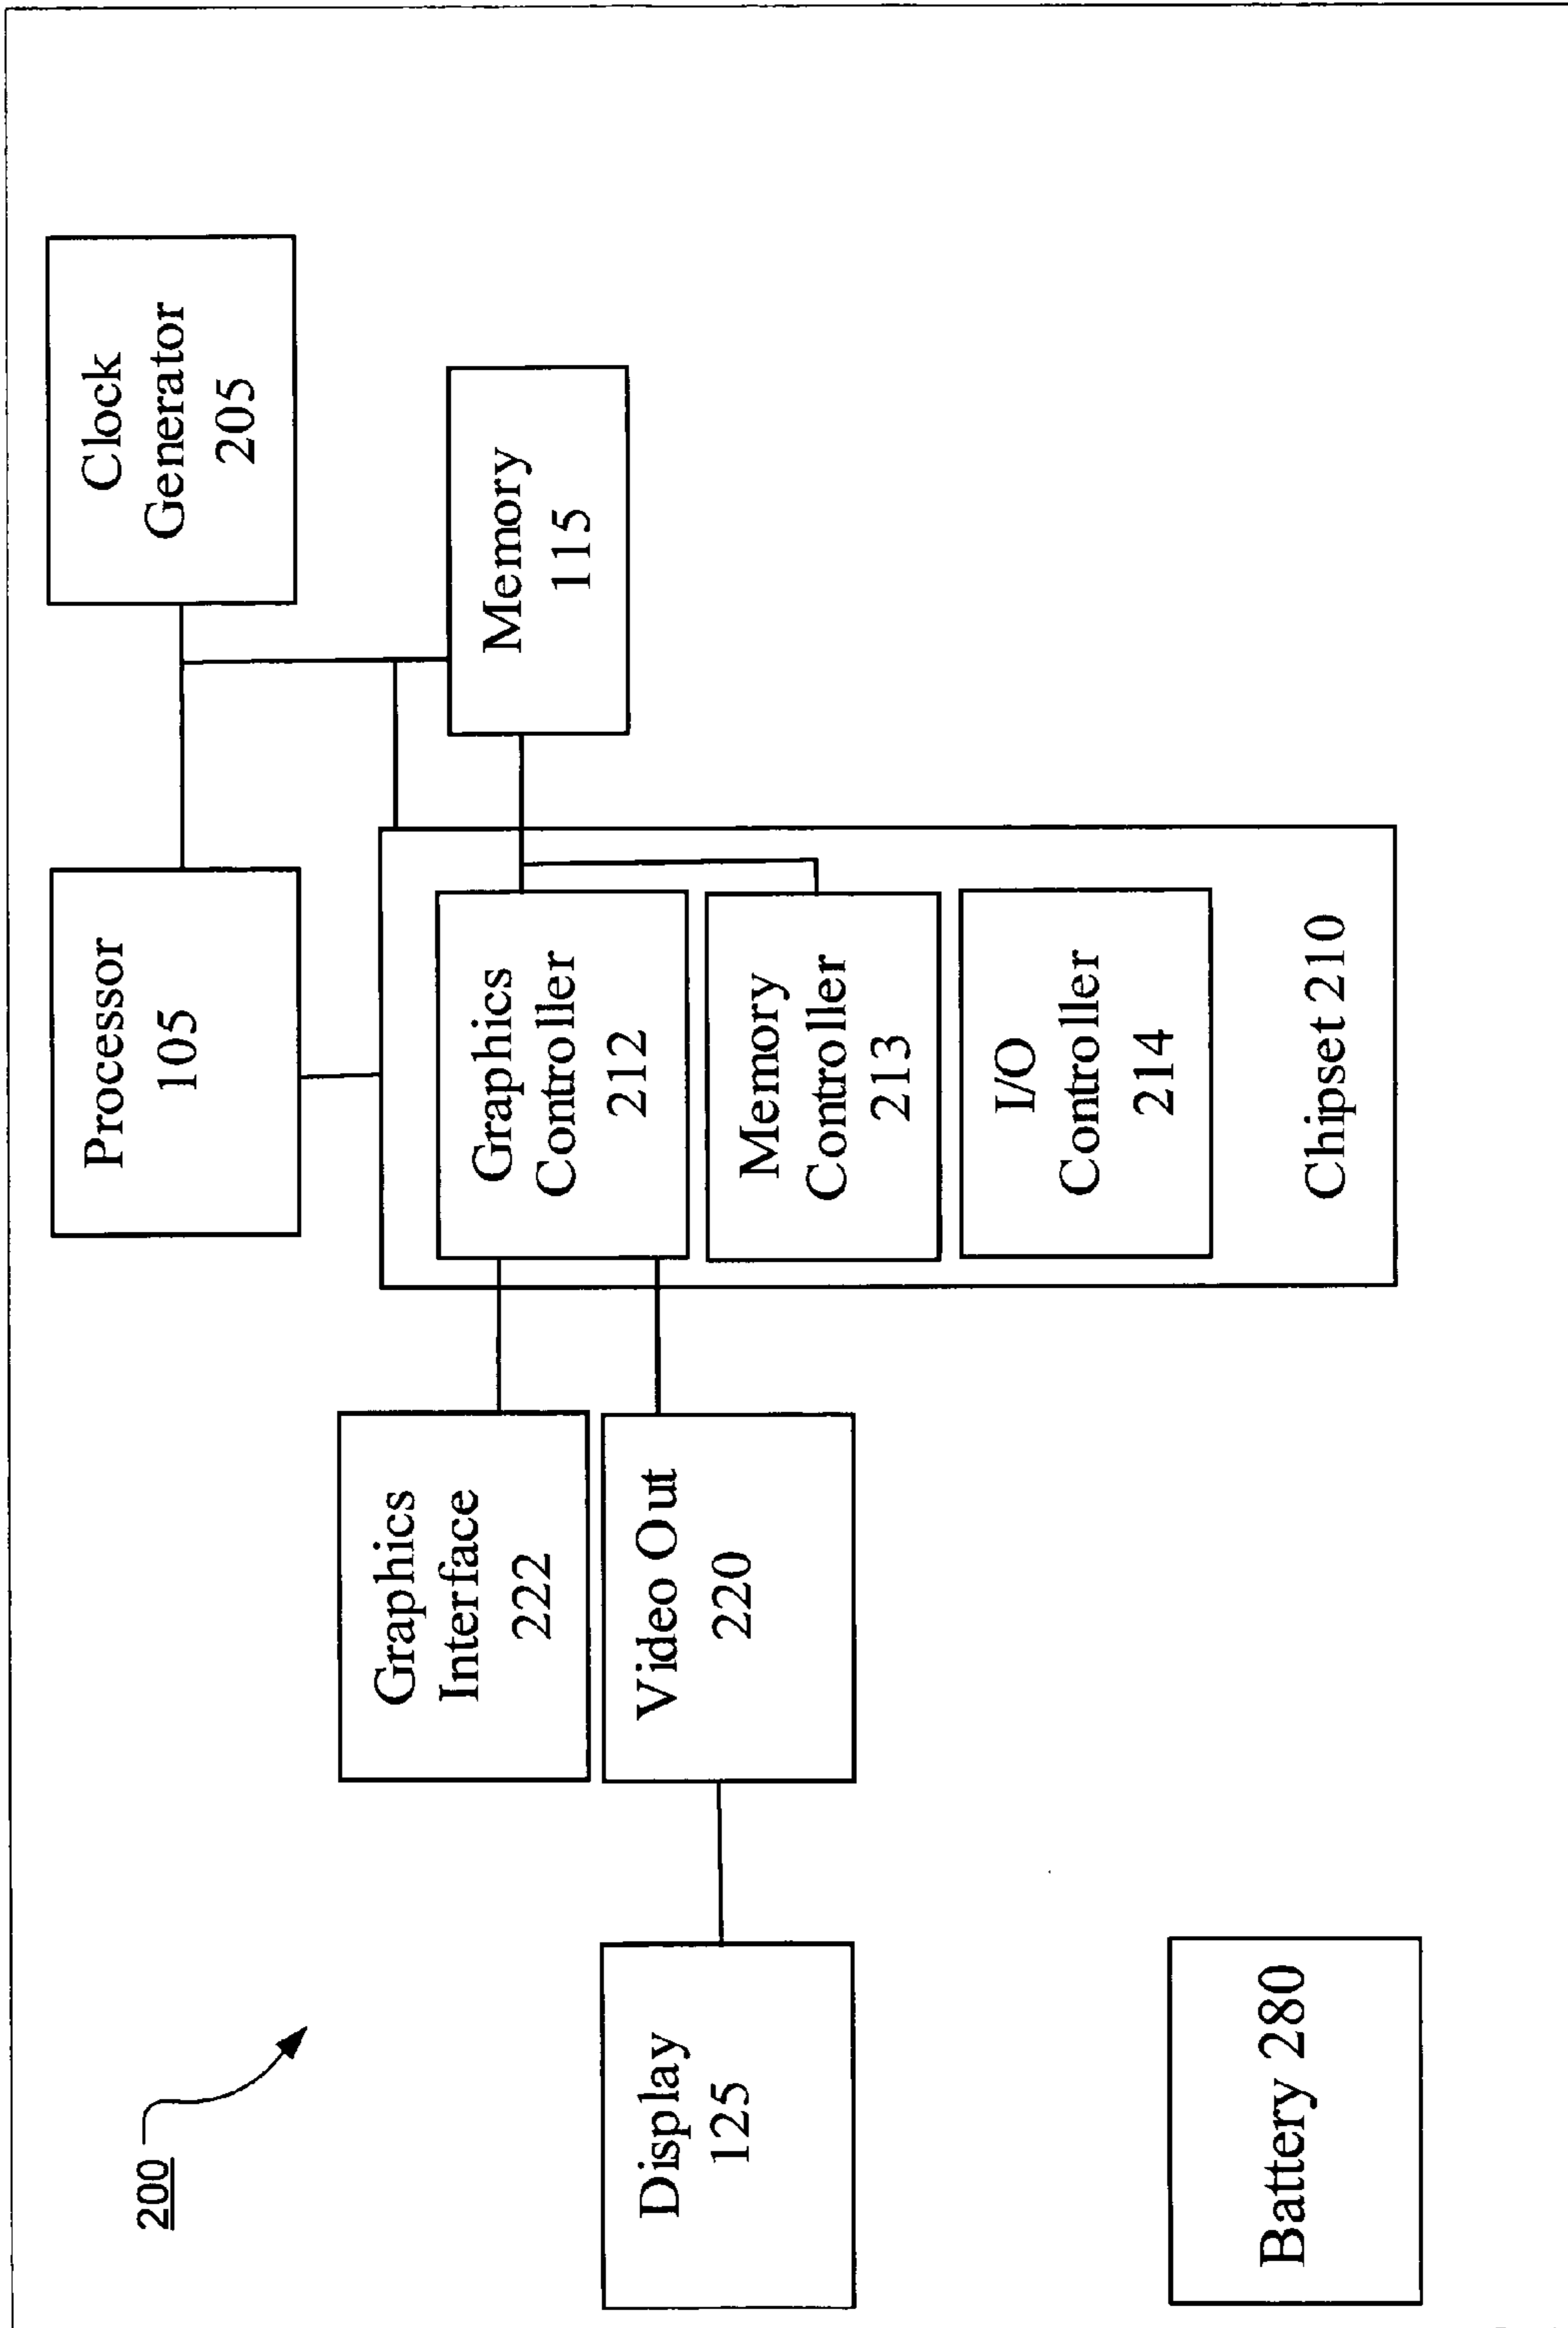 200
Processor
105
Clock
Generator
205
Graphics
Interface
222
Graphics
Controller
212
Memory
115
Display
125
Video Out
220
Memory
Controller
213
I/O
Controller
214
Battery 280
Chipset 210